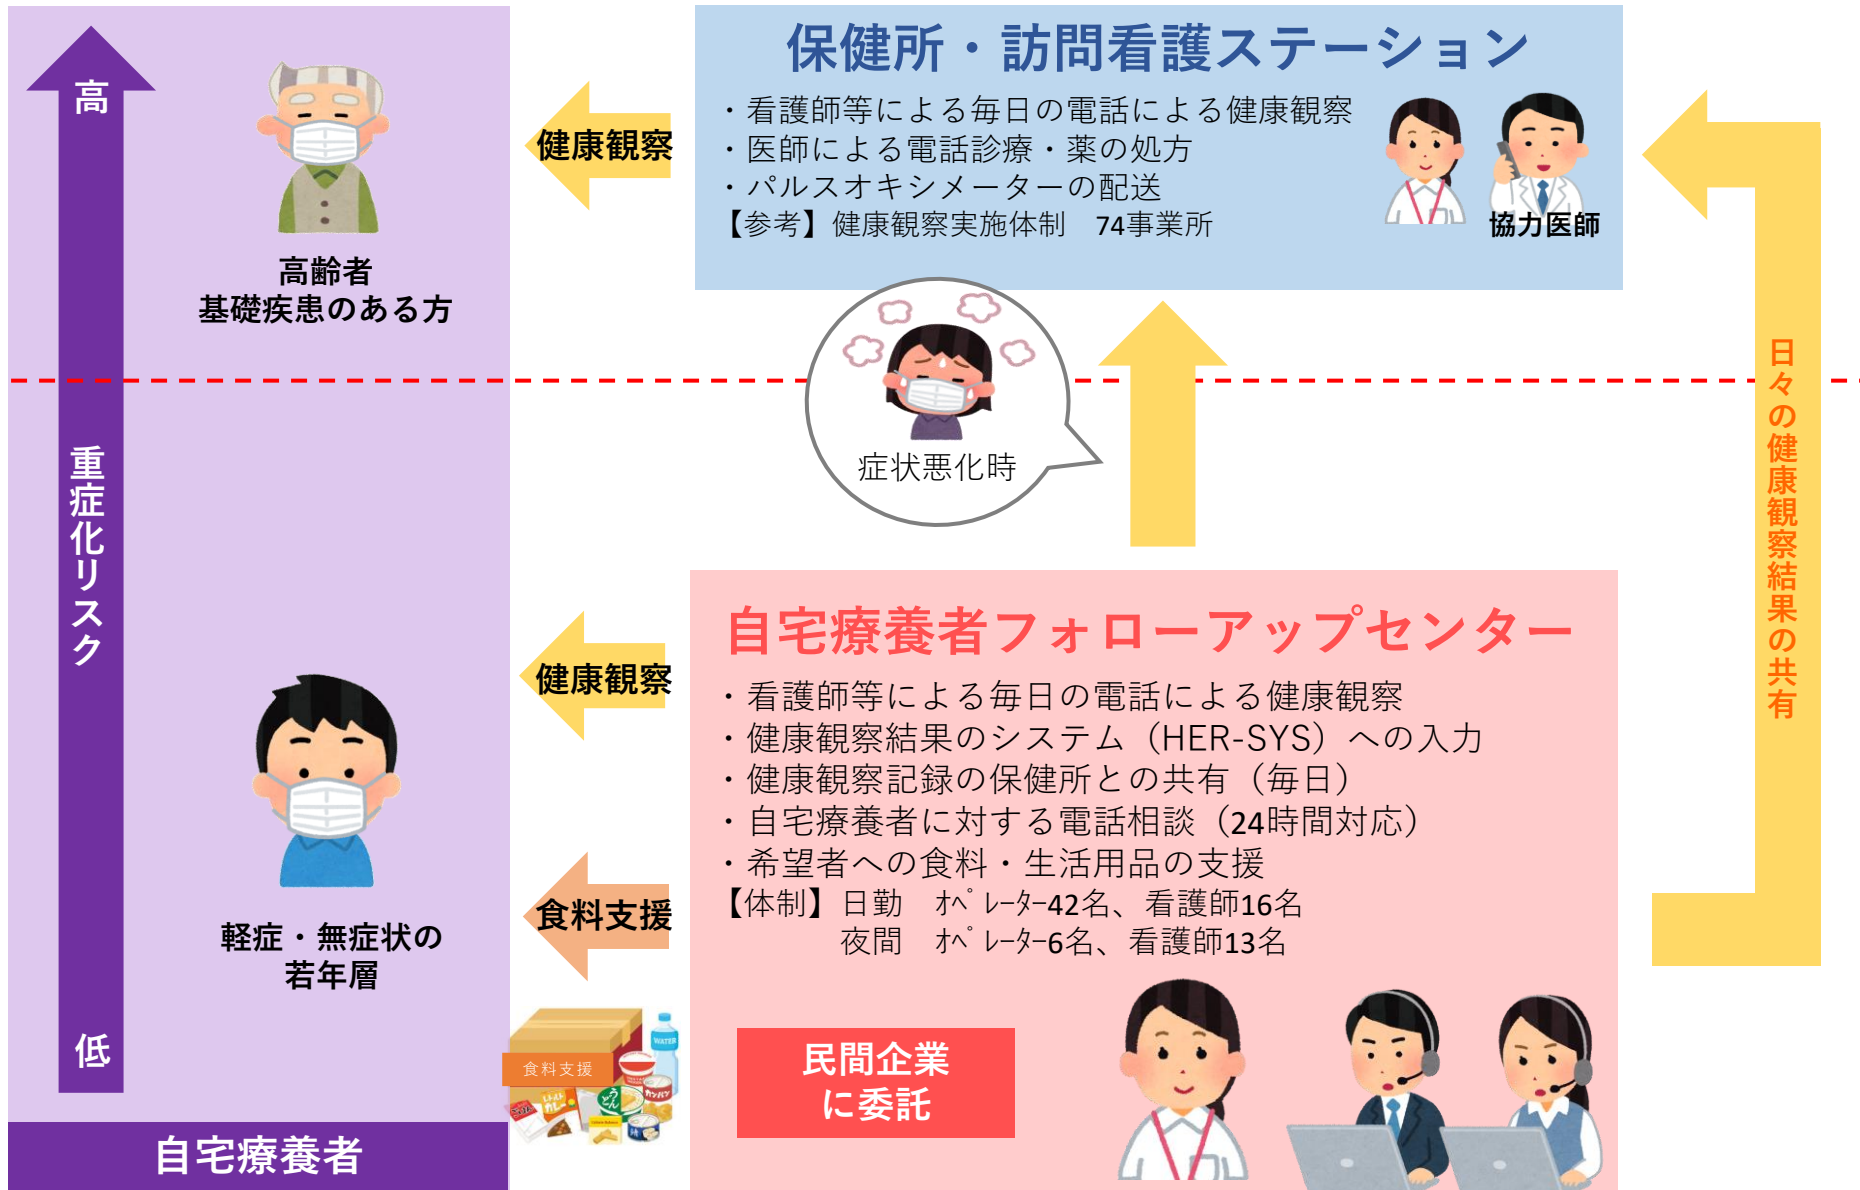 高
重症化リスク
低
高齢者
基礎疾患のある方
軽症・無症状の
若年層
自宅療養者
健康観察
保健所・訪問看護ステーション
・看護師等による毎日の電話による健康観察
・医師による電話診療・薬の処方
・パルスオキシメーターの配送
【参考】健康観察実施体制　74事業所
協力医師
症状悪化時
日々の健康観察結果の共有
健康観察
食料支援
食料支援
WATER
カンパン
うどん
カレー
自宅療養者フォローアップセンター
・看護師等による毎日の電話による健康観察
・健康観察結果のシステム（HER-SYS）への入力
・健康観察記録の保健所との共有（毎日）
・自宅療養者に対する電話相談（24時間対応）
・希望者への食料・生活用品の支援
【体制】日勤　ｵﾍﾟﾚｰﾀｰ42名、看護師16名
夜間　ｵﾍﾟﾚｰﾀｰ6名、看護師13名
民間企業
に委託